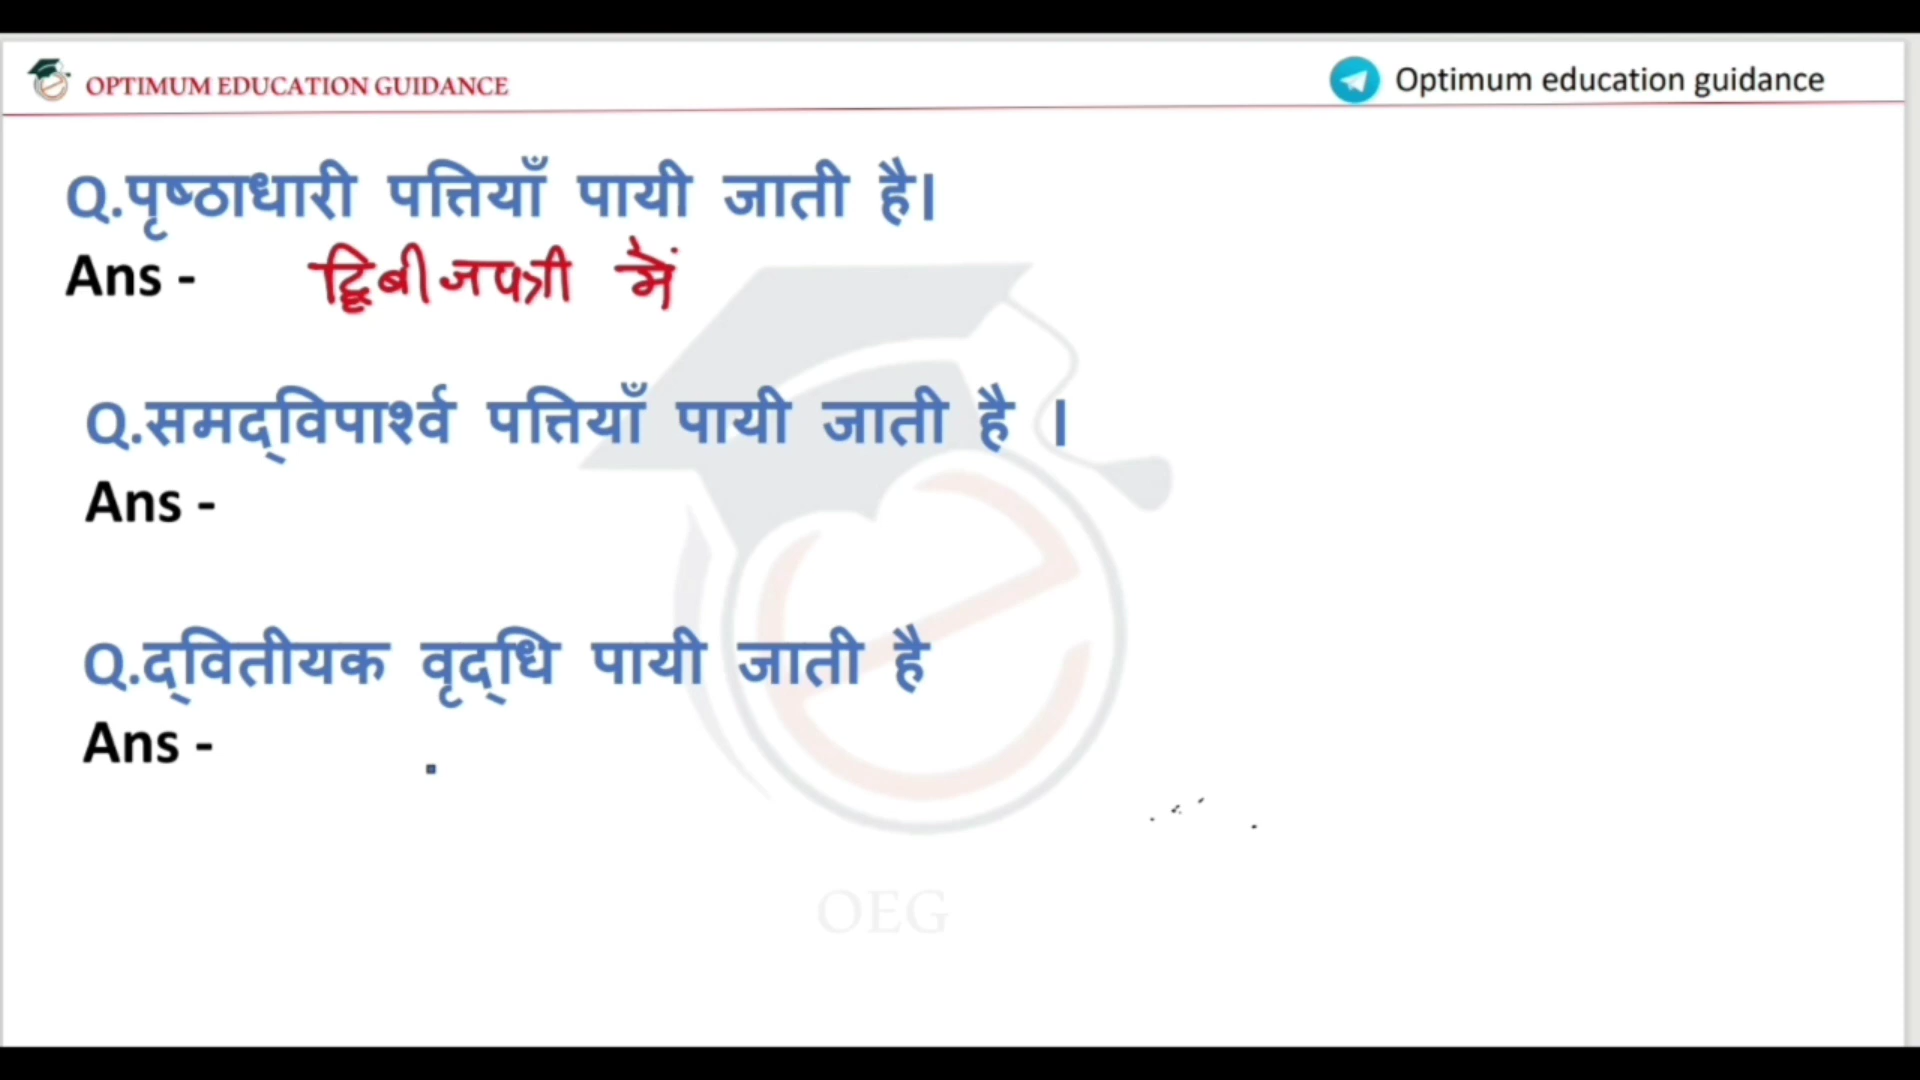 OPTIMUM EDUCATION GUIDANCE
Optimum education guidance
Q.पृष्ठाधारी पत्तियाँ पायी जाती है।
Ans - द्विबीजपत्री में
Q.समद्विपार्श्व पत्तियाँ पायी जाती है ।
Ans -
Q.द्वितीयक वृद्धि पायी जाती है
Ans -
OEG